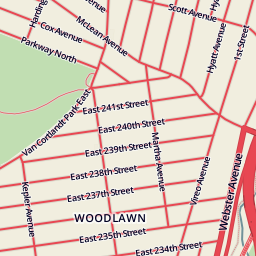 Scott Avenue
Harding
Cox Avenue
McLean Avenue
Hyatt Avenue
1st Street
Parkway North
Van Cortlandt Park East
East 241st Street
East 240th Street
East 239th Street
Martha Avenue
East 238th Street
East 237th Street
Kepler Avenue
Vireo Avenue
Webster Avenue
WOODLAWN
East 235th Street
East 234th Street